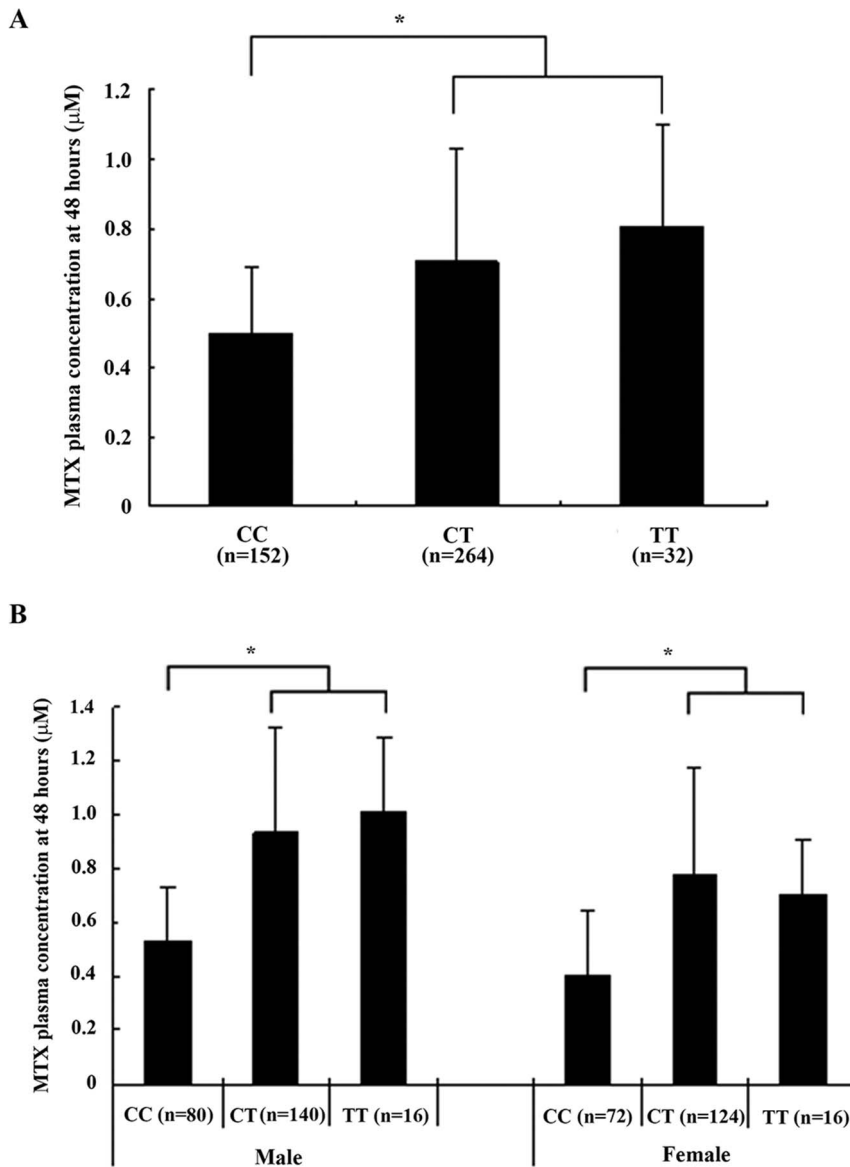 A
*
MTX plasma concentration at 48 hours (μM)
1.2
1.0
0.8
0.6
0.4
0.2
0
CC CT TT
(n=152) (n=264) (n=32)
B
* *
MTX plasma concentration at 48 hours (μM)
1.4
1.2
1.0
0.8
0.6
0.4
0.2
0
CC (n=80) CT (n=140) TT (n=16) CC (n=72) CT (n=124) TT (n=16)
Male Female